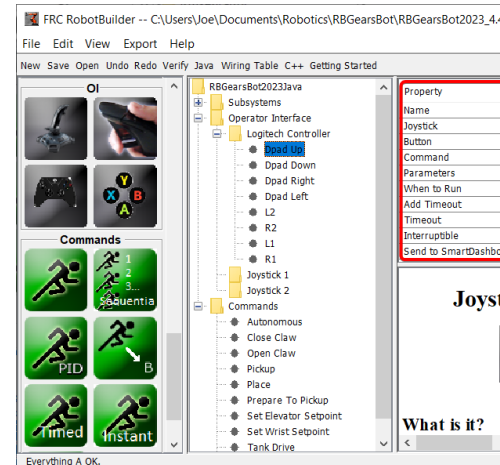 FRC RobotBuilder -- C:\Users\Joe\Documents\Robotics\RBGearsBot\RBGearsBot2023_4.
File Edit View Export Help
New Save Open Undo Redo Verify Java Wiring Table C++ Getting Started
OI
Y
X B
A
Commands
1
2
3...
Sequentia
PID
B
Timed
Instant
RBGearsBot2023Java
Subsystems
Operator Interface
Logitech Controller
Dpad Up
Dpad Down
Dpad Right
Dpad Left
L2
R2
L1
R1
Joystick 1
Joystick 2
Commands
Autonomous
Close Claw
Open Claw
Pickup
Place
Prepare To Pickup
Set Elevator Setpoint
Set Wrist Setpoint
Tank Drive
Property
Name
Joystick
Button
Command
Parameters
When to Run
Add Timeout
Timeout
Interruptible
Send to SmartDashbo
Joyst
What is it?
Everything A OK.